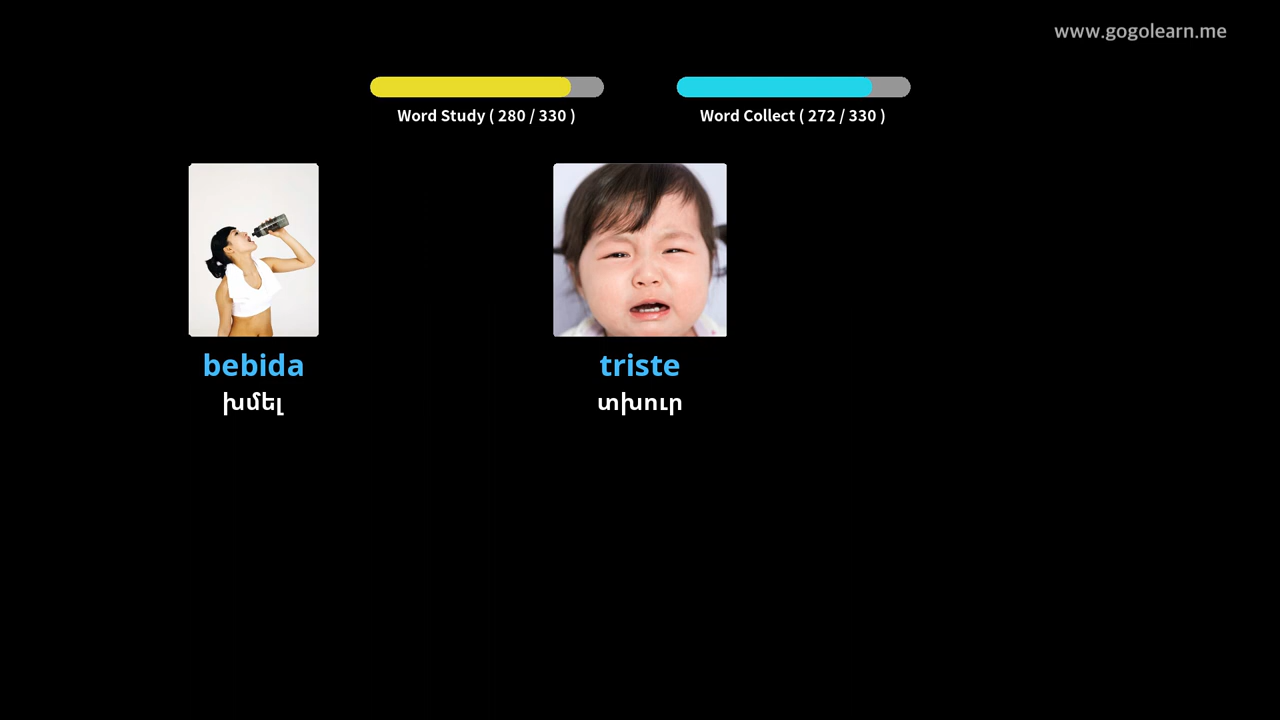 www.gogolearn.me
Word Study ( 280 / 330 )
Word Collect ( 272 / 330 )
bebida
խմել
triste
տխուր